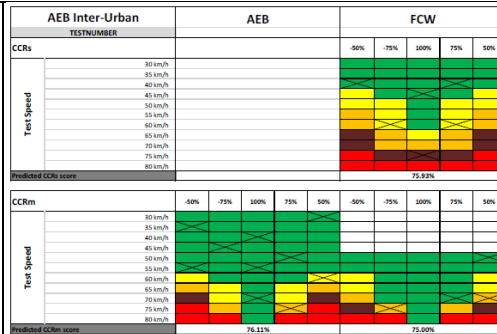 AEB Inter-Urban AEB FCW
TESTNUMBER
CCRs -50% -75% 100% 75% 50%
Test Speed
30 km/h
35 km/h
40 km/h
45 km/h
50 km/h
55 km/h
60 km/h
65 km/h
70 km/h
75 km/h
80 km/h
Predicted CCRs score 75.93%
CCRm -50% -75% 100% 75% 50% -50% -75% 100% 75% 50%
Test Speed
30 km/h
35 km/h
40 km/h
45 km/h
50 km/h
55 km/h
60 km/h
65 km/h
70 km/h
75 km/h
80 km/h
Predicted CCRm score 76.11% 75.00%